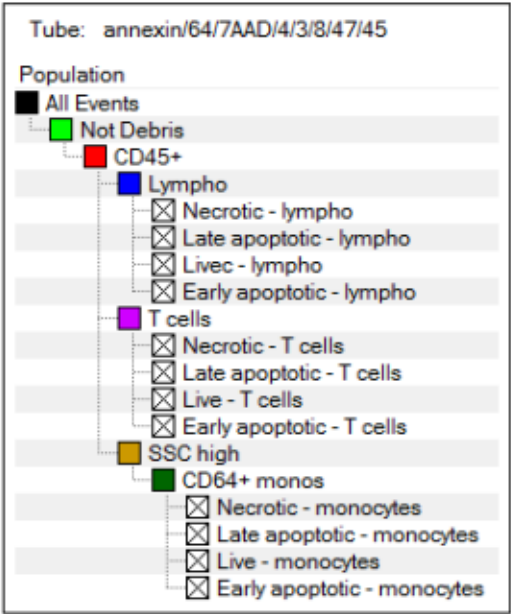 Tube: annexin/64/7AAD/4/3/8/47/45
Population
All Events
Not Debris
CD45+
Lympho
Necrotic - lympho
Late apoptotic - lympho
Livec - lympho
Early apoptotic - lympho
T cells
Necrotic - T cells
Late apoptotic - T cells
Live - T cells
Early apoptotic - T cells
SSC high
CD64+ monos
Necrotic - monocytes
Late apoptotic - monocytes
Live - monocytes
Early apoptotic - monocytes